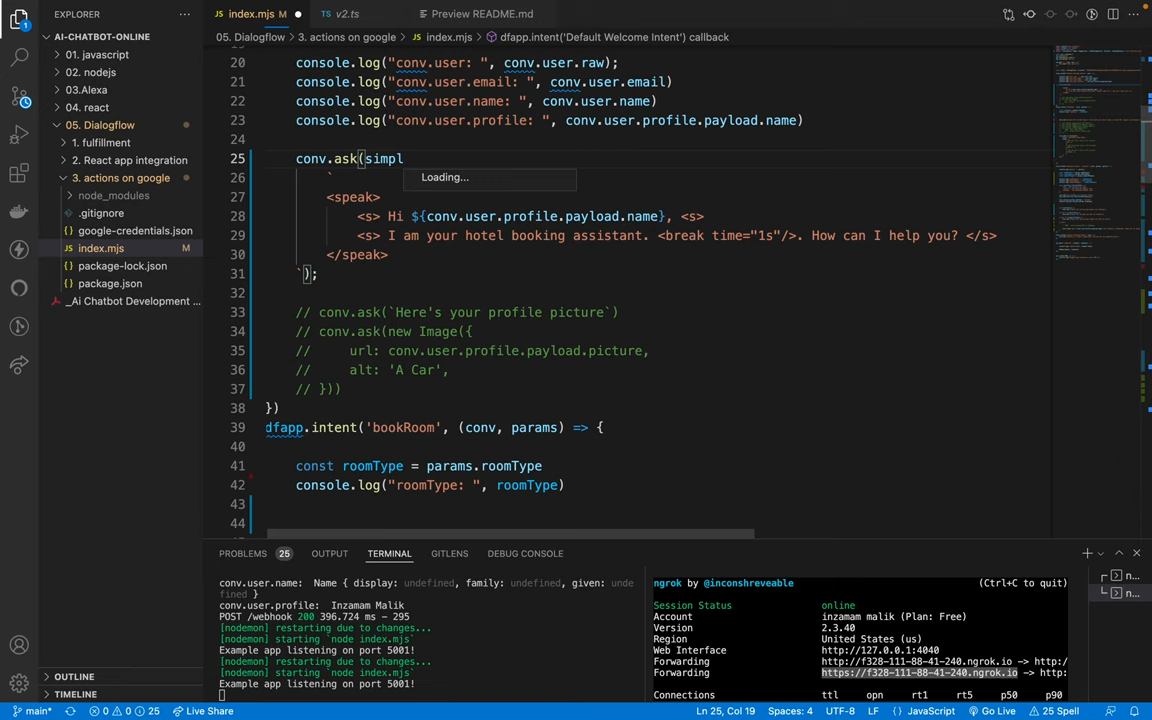 EXPLORER
index.mjs M
v2.ts
Preview README.md
AI-CHATBOT-ONLINE
05. Dialogflow > 3. actions on google > index.mjs > dfapp.intent('Default Welcome Intent') callback
01. javascript
02. nodejs
03.Alexa
04. react
05. Dialogflow
1. fulfillment
2. React app integration
3. actions on google
node_modules
.gitignore
google-credentials.json
index.mjs M
package-lock.json
package.json
_Ai Chatbot Development ...
20 console.log("conv.user: ", conv.user.raw);
21 console.log("conv.user.email: ", conv.user.email)
22 console.log("conv.user.name: ", conv.user.name)
23 console.log("conv.user.profile: ", conv.user.profile.payload.name)
24
25 conv.ask(simpl
Loading...
26 `
27 <speak>
28 <s> Hi ${conv.user.profile.payload.name}, <s>
29 <s> I am your hotel booking assistant. <break time="1s"/>. How can I help you? </s>
30 </speak>
31 `);
32
33 // conv.ask(`Here's your profile picture`)
34 // conv.ask(new Image({
35 // url: conv.user.profile.payload.picture,
36 // alt: 'A Car',
37 // }))
38 })
39 dfapp.intent('bookRoom', (conv, params) => {
40
41 const roomType = params.roomType
42 console.log("roomType: ", roomType)
43
44
PROBLEMS 25 OUTPUT TERMINAL GITLENS DEBUG CONSOLE
conv.user.name: Name { display: undefined, family: undefined, given: unde
fined }
conv.user.profile: Inzamam Malik
POST /webhook 200 396.724 ms - 295
[nodemon] restarting due to changes...
[nodemon] starting `node index.mjs`
Example app listening on port 5001!
[nodemon] restarting due to changes...
[nodemon] starting `node index.mjs`
Example app listening on port 5001!
ngrok by @inconshreveable (Ctrl+C to quit)
Session Status online
Account inzamam malik (Plan: Free)
Version 2.3.40
Region United States (us)
Web Interface http://127.0.0.1:4040
Forwarding http://f328-111-88-41-240.ngrok.io -> http:/
Forwarding https://f328-111-88-41-240.ngrok.io -> http:
Connections ttl opn rt1 rt5 p50 p90
n...
n...
OUTLINE
TIMELINE
main* 0 0 25 Live Share Ln 25, Col 19 Spaces: 4 UTF-8 LF JavaScript Go Live 25 Spell